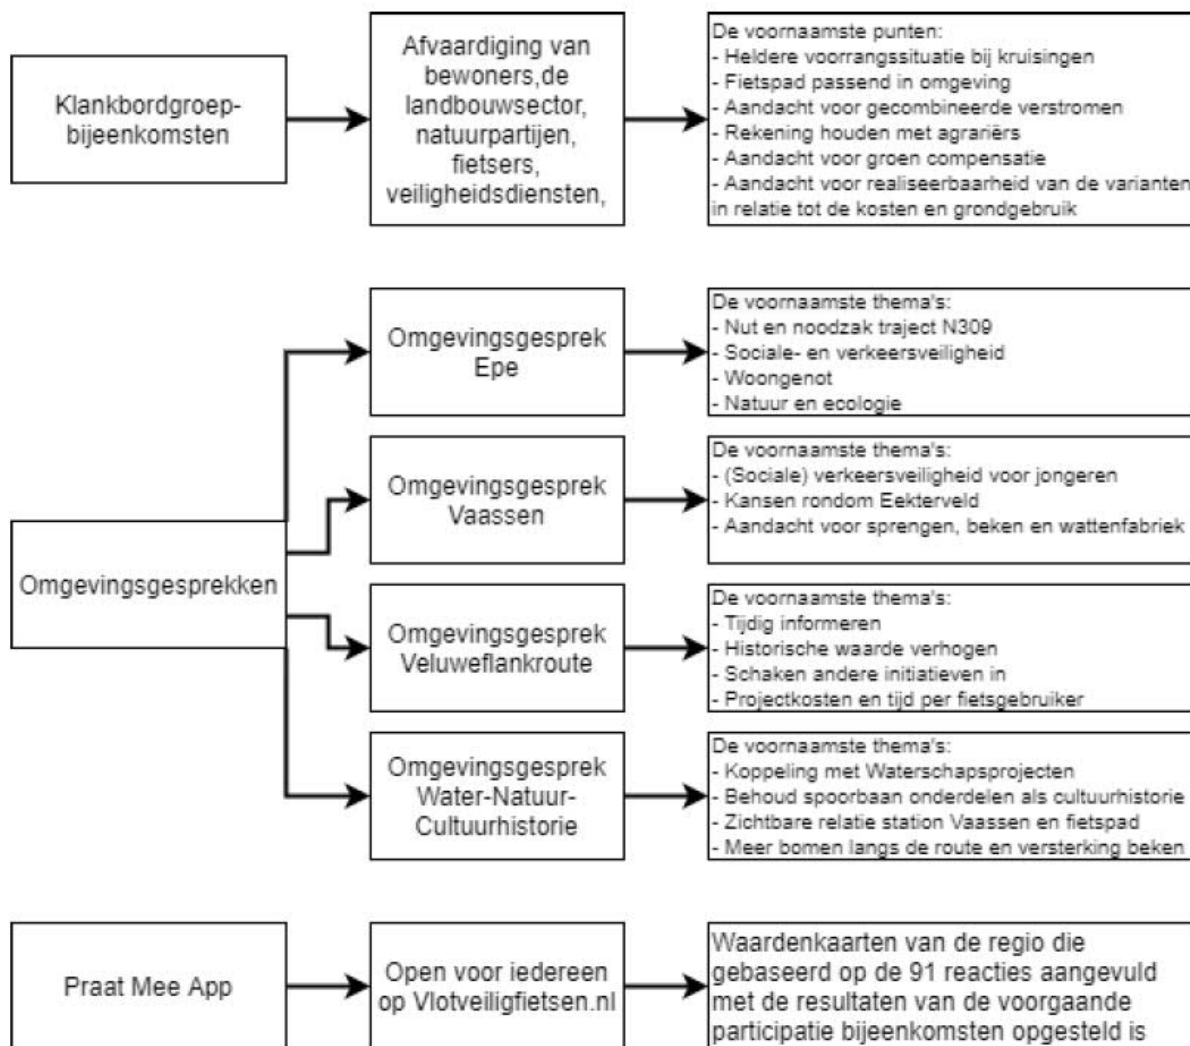 Klankbordgroep-
bijeenkomsten
Afvaardiging van
bewoners,de
landbouwsector,
natuurpartijen,
fietsers,
veiligheidsdiensten,
De voornaamste punten:
- Heldere voorrangssituatie bij kruisingen
- Fietspad passend in omgeving
- Aandacht voor gecombineerde verstromen
- Rekening houden met agrariërs
- Aandacht voor groen compensatie
- Aandacht voor realiseerbaarheid van de varianten
in relatie tot de kosten en grondgebruik
Omgevingsgesprekken
Omgevingsgesprek
Epe
De voornaamste thema's:
- Nut en noodzak traject N309
- Sociale- en verkeersveiligheid
- Woongenot
- Natuur en ecologie
Omgevingsgesprek
Vaassen
De voornaamste thema's:
- (Sociale) verkeersveiligheid voor jongeren
- Kansen rondom Eekterveld
- Aandacht voor sprengen, beken en wattenfabriek
Omgevingsgesprek
Veluweflankroute
De voornaamste thema's:
- Tijdig informeren
- Historische waarde verhogen
- Schaken andere initiatieven in
- Projectkosten en tijd per fietsgebruiker
Omgevingsgesprek
Water-Natuur-
Cultuurhistorie
De voornaamste thema's:
- Koppeling met Waterschapsprojecten
- Behoud spoorbaan onderdelen als cultuurhistorie
- Zichtbare relatie station Vaassen en fietspad
- Meer bomen langs de route en versterking beken
Praat Mee App
Open voor iedereen
op Vlotveiligfietsen.nl
Waardenkaarten van de regio die
gebaseerd op de 91 reacties aangevuld
met de resultaten van de voorgaande
participatie bijeenkomsten opgesteld is